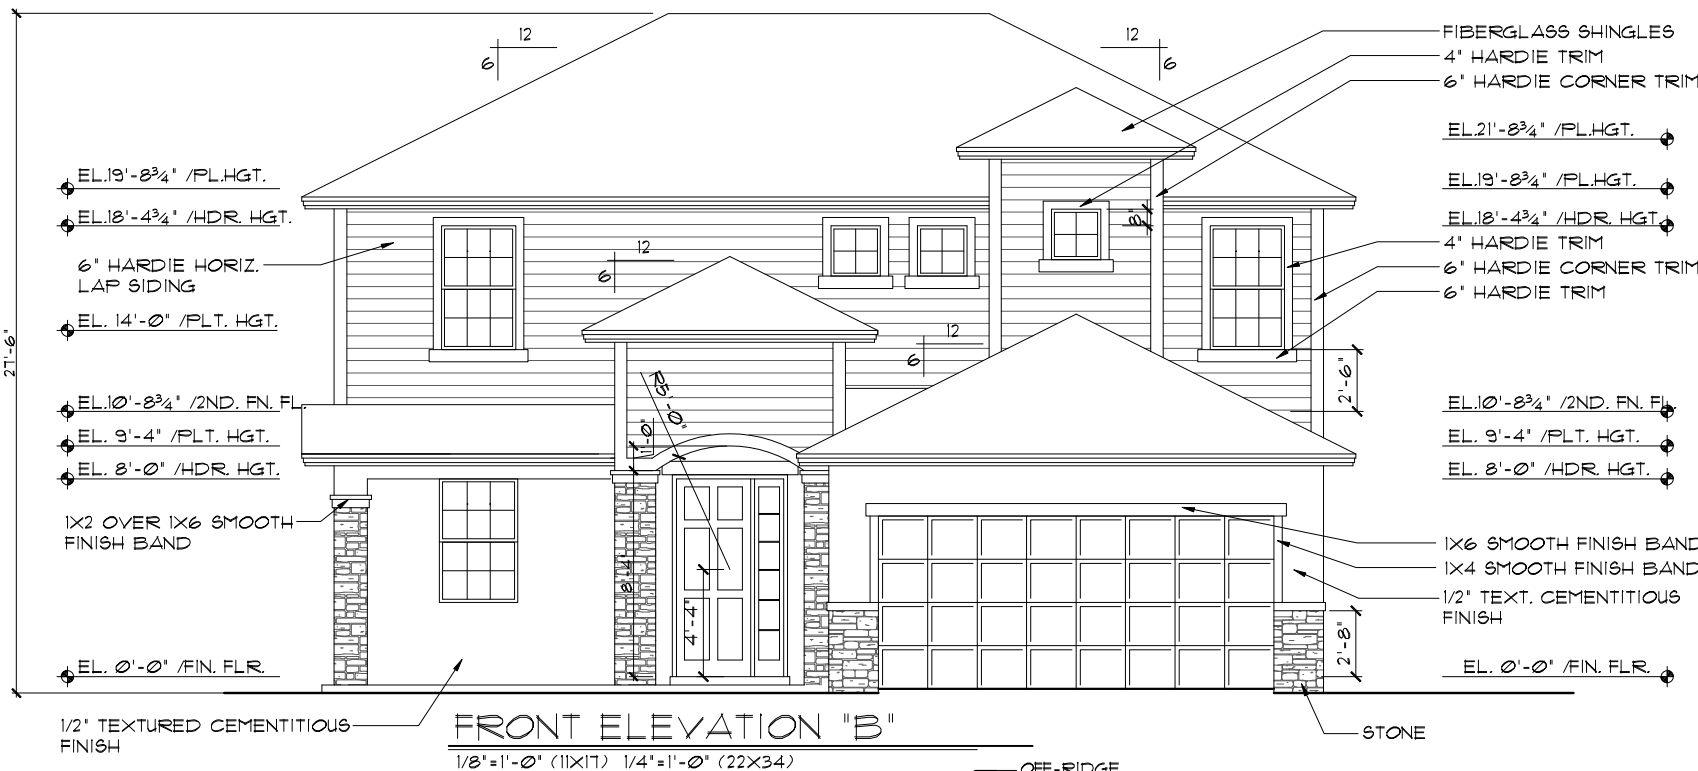 12
6
12
6
FIBERGLASS SHINGLES
4" HARDIE TRIM
6" HARDIE CORNER TRIM
EL.21'-8¾" /PL.HGT.
EL.19'-8¾" /PL.HGT.
EL.19'-8¾" /PL.HGT.
EL.18'-4¾" /HDR. HGT.
EL.18'-4¾" /HDR. HGT.
8"
4" HARDIE TRIM
6" HARDIE HORIZ.
LAP SIDING
12
6
6" HARDIE CORNER TRIM
6" HARDIE TRIM
EL. 14'-0" /PLT. HGT.
12
6
27'-6"
2'-6"
R5'-0"
EL.10'-8¾" /2ND. FN. FL.
EL.10'-8¾" /2ND. FN. FL.
EL. 9'-4" /PLT. HGT.
1'-0"
EL. 9'-4" /PLT. HGT.
EL. 8'-0" /HDR. HGT.
EL. 8'-0" /HDR. HGT.
1X2 OVER 1X6 SMOOTH
FINISH BAND
1X6 SMOOTH FINISH BAND
1X4 SMOOTH FINISH BAND
8'-4"
4'-4"
1/2" TEXT. CEMENTITIOUS
FINISH
2'-8"
EL. 0'-0" /FIN. FLR.
EL. 0'-0" /FIN. FLR.
1/2" TEXTURED CEMENTITIOUS
FINISH
FRONT ELEVATION "B"
1/8"=1'-0" (11X17) 1/4"=1'-0" (22X34)
STONE
OFF-RIDGE